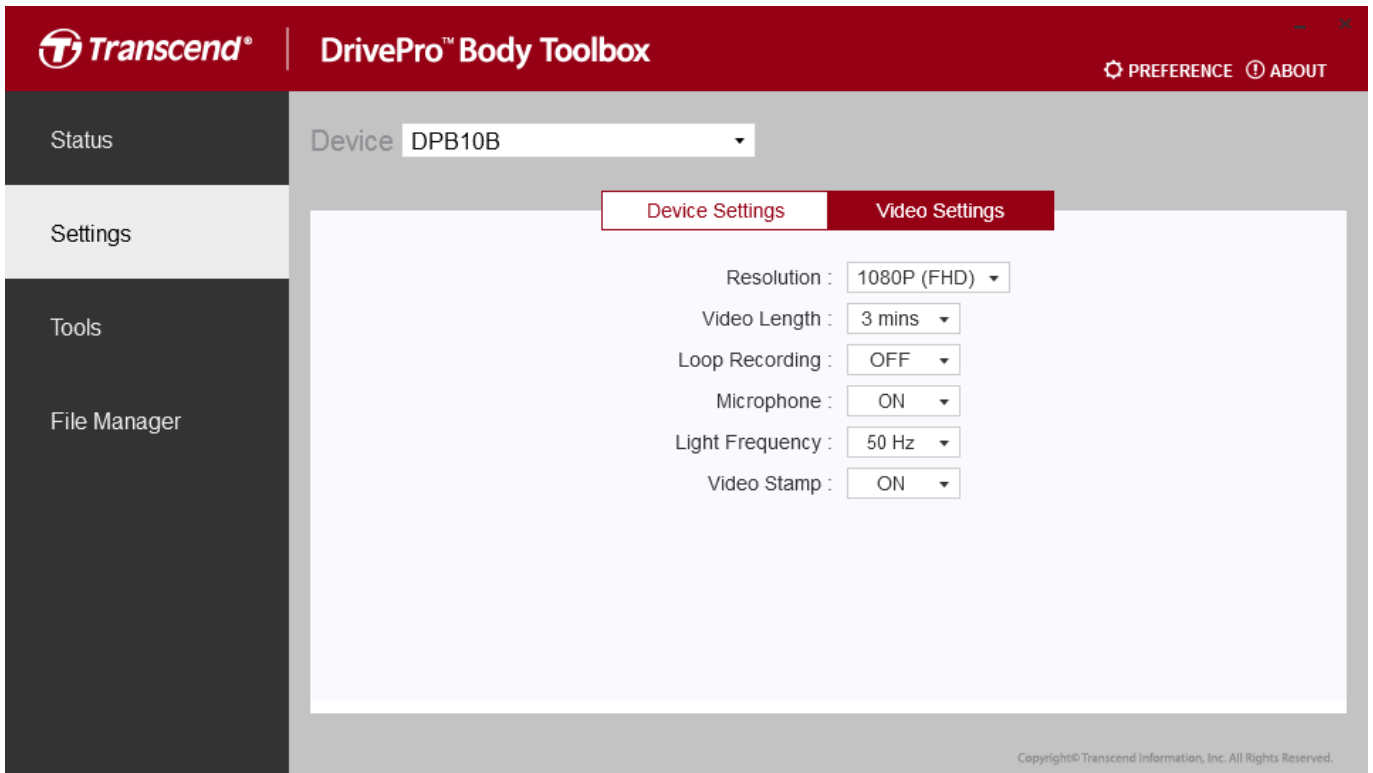 Transcend® DrivePro™ Body Toolbox
PREFERENCE ABOUT
Status
Device DPB10B
Device Settings Video Settings
Settings
Resolution : 1080P (FHD)
Video Length : 3 mins
Tools
Loop Recording : OFF
Microphone : ON
File Manager
Light Frequency : 50 Hz
Video Stamp : ON
Copyright© Transcend Information, Inc. All Rights Reserved.